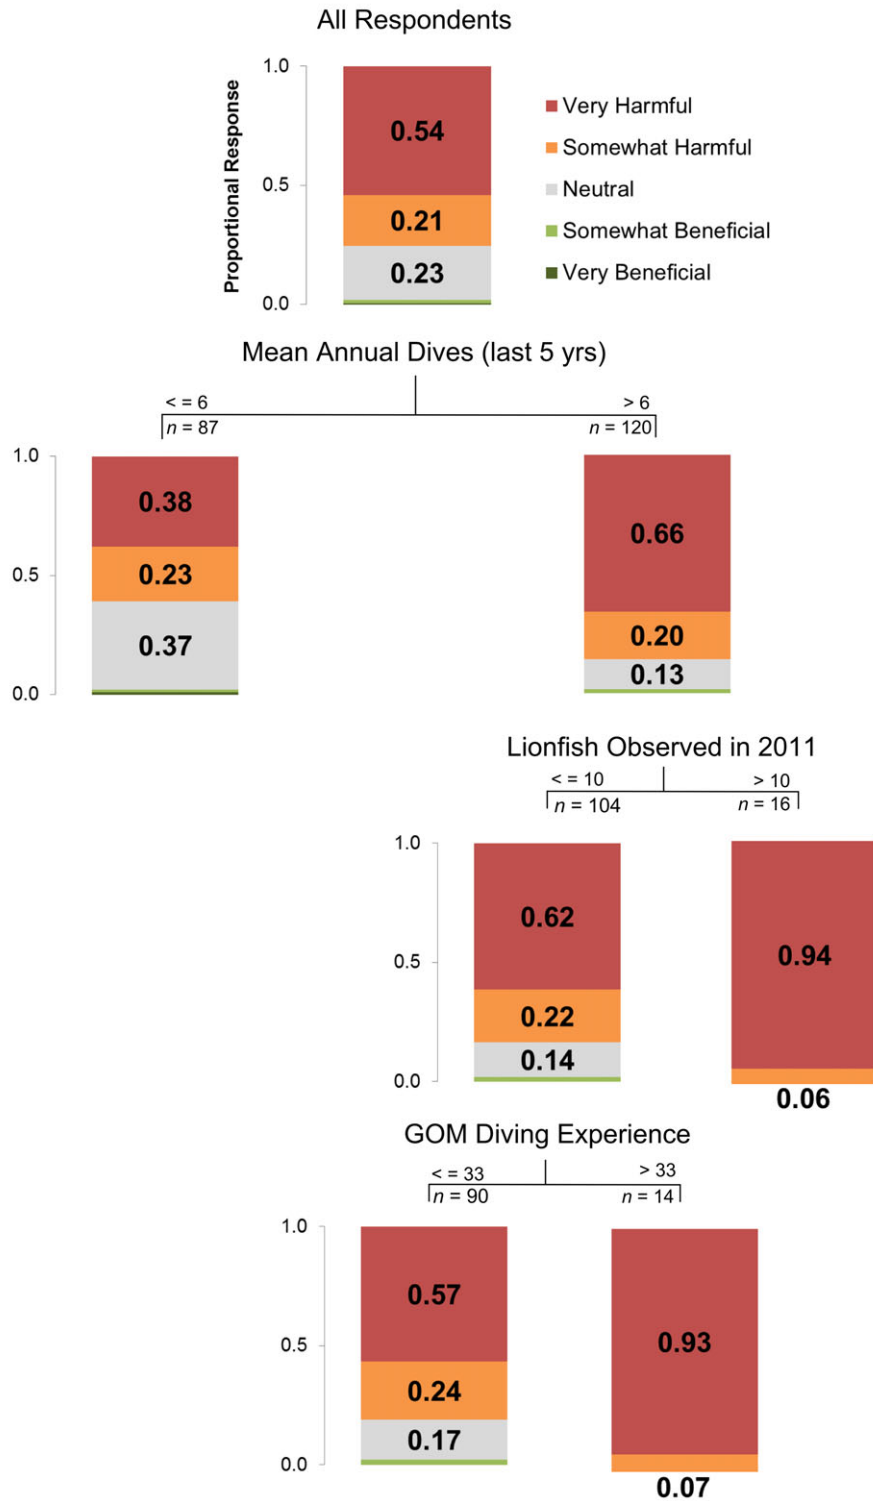 All Respondents
Proportional Response
1.0
0.5
0.0
0.54
0.21
0.23
Very Harmful
Somewhat Harmful
Neutral
Somewhat Beneficial
Very Beneficial
Mean Annual Dives (last 5 yrs)
< = 6
> 6
n = 87
n = 120
1.0
0.5
0.0
0.38
0.23
0.37
0.66
0.20
0.13
Lionfish Observed in 2011
< = 10
> 10
n = 104
n = 16
1.0
0.5
0.0
0.62
0.22
0.14
0.94
0.06
GOM Diving Experience
< = 33
> 33
n = 90
n = 14
1.0
0.5
0.0
0.57
0.24
0.17
0.93
0.07